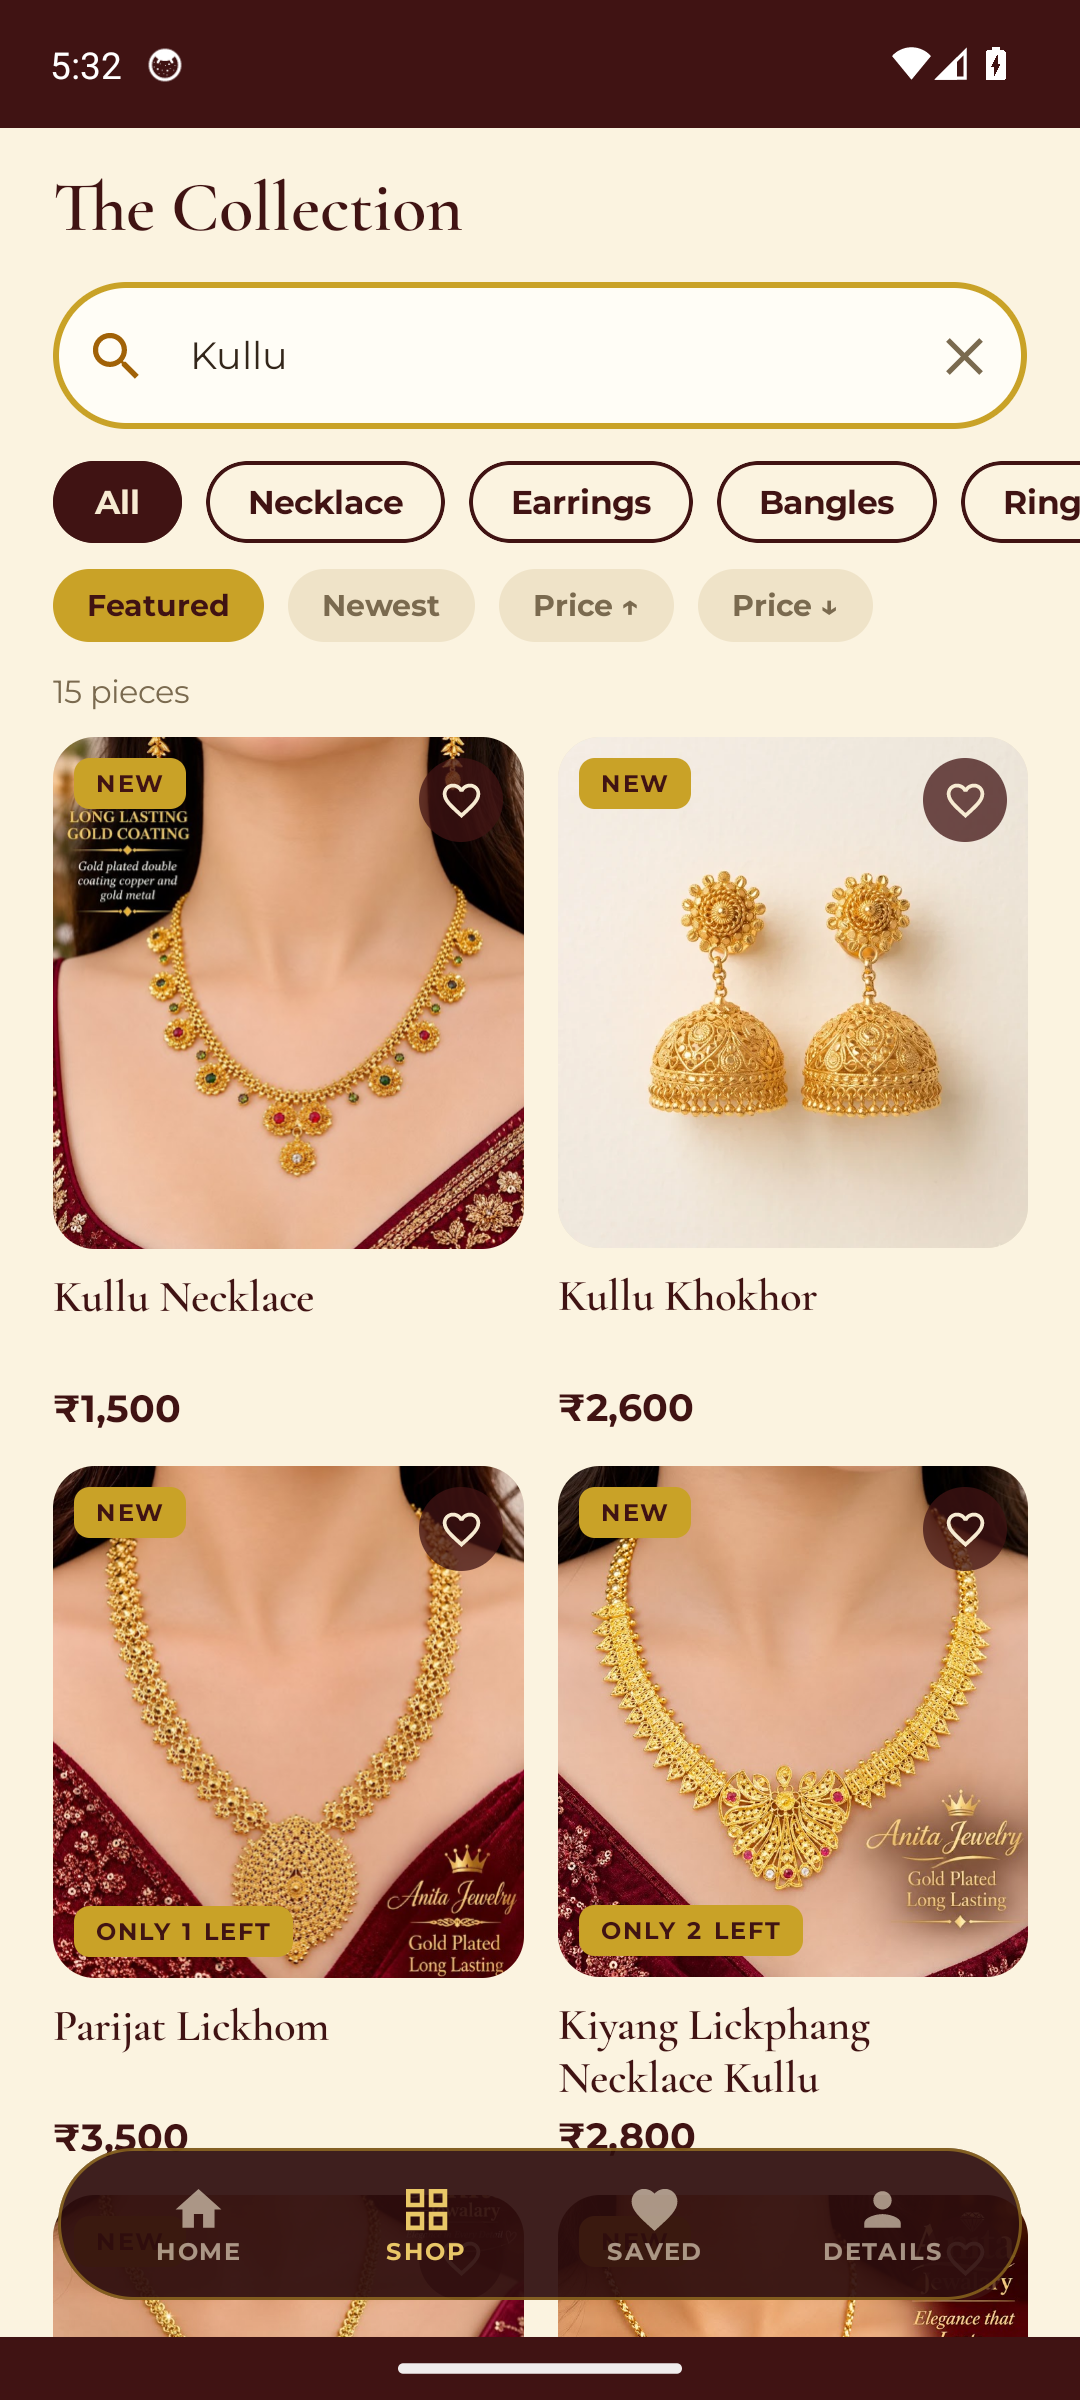 5:32
The Collection
Kullu
All Necklace Earrings Bangles Ring
Featured Newest Price ↑ Price ↓
15 pieces
NEW
LONG LASTING
GOLD COATING
Gold plated double
coating copper and
gold metal
NEW
Kullu Necklace
₹1,500
Kullu Khokhor
₹2,600
NEW
ONLY 1 LEFT
Anita Jewelry
Gold Plated
Long Lasting
NEW
Anita Jewelry
Gold Plated
Long Lasting
ONLY 2 LEFT
Parijat Lickhom
₹3,500
Kiyang Lickphang
Necklace Kullu
₹2,800
NEW
HOME SHOP SAVED DETAILS
Elegance that